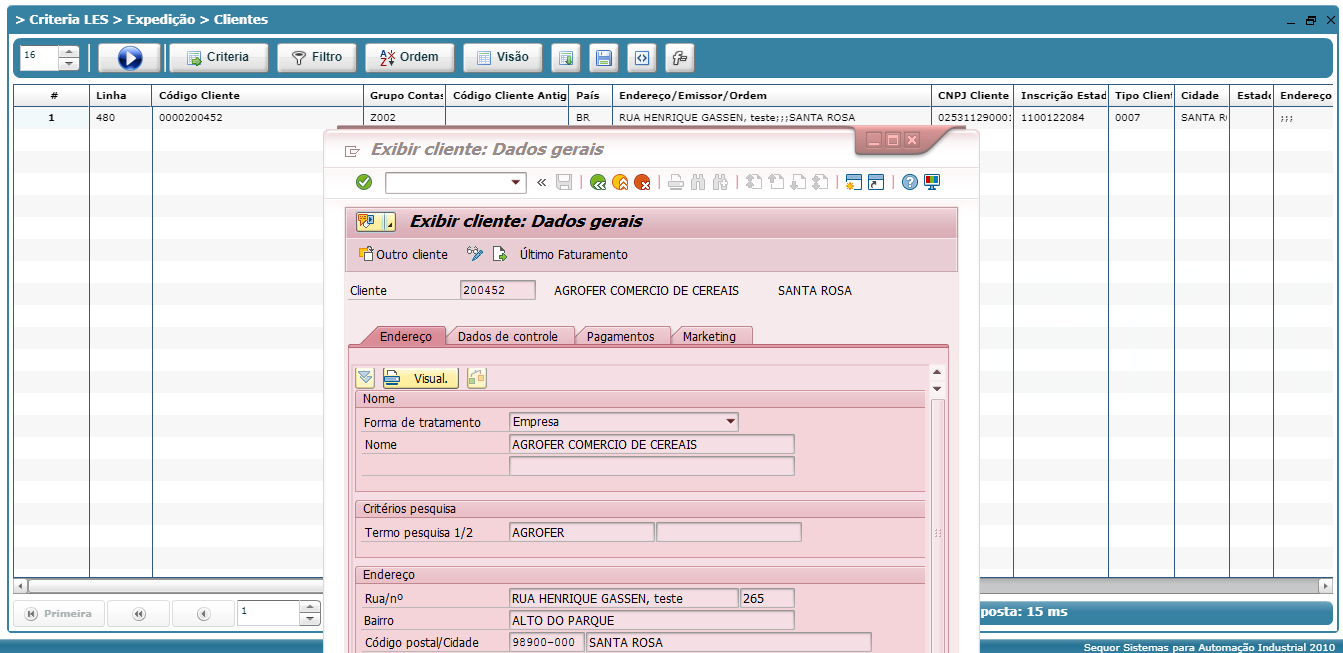 > Criteria LES > Expedição > Clientes
16 Criteria Filtro Ordem Visão
# Linha Código Cliente Grupo Contas Código Cliente Antig País Endereço/Emissor/Ordem CNPJ Cliente Inscrição Estad Tipo Client Cidade Estado Endereço
1 480 0000200452 Z002 BR RUA HENRIQUE GASSEN, teste;;;SANTA ROSA 02531129000 1100122084 0007 SANTA R ;;;
Exibir cliente: Dados gerais
Exibir cliente: Dados gerais
Outro cliente Último Faturamento
Cliente 200452 AGROFER COMERCIO DE CEREAIS SANTA ROSA
Endereço Dados de controle Pagamentos Marketing
Visual.
Nome
Forma de tratamento Empresa
Nome AGROFER COMERCIO DE CEREAIS
Critérios pesquisa
Termo pesquisa 1/2 AGROFER
Endereço
Rua/nº RUA HENRIQUE GASSEN, teste 265
Bairro ALTO DO PARQUE
Código postal/Cidade 98900-000 SANTA ROSA
Primeira 1 posta: 15 ms
Sequor Sistemas para Automação Industrial 2010